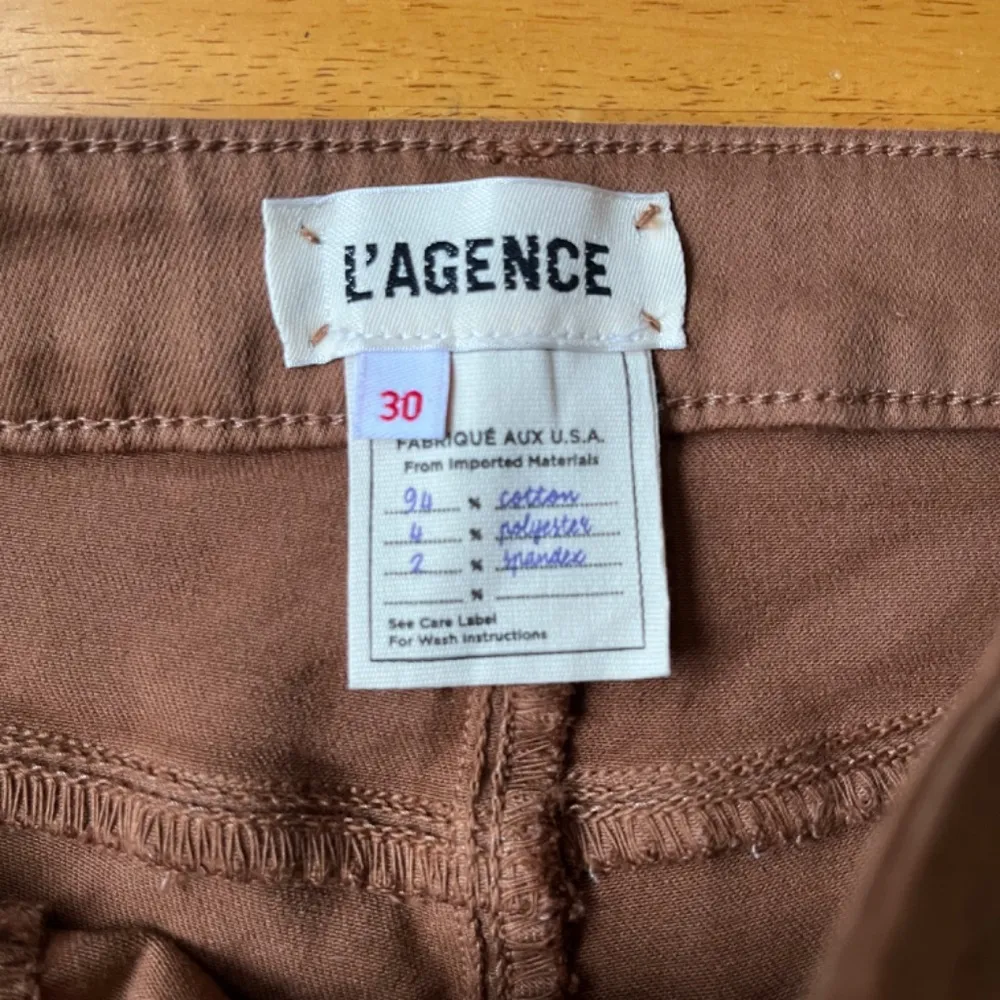 L'AGENCE
30
FABRIQUÉ AUX U.S.A.
From Imported Materials
94 % cotton
4 % polyester
2 % spandex
%
See Care Label
For Wash Instructions